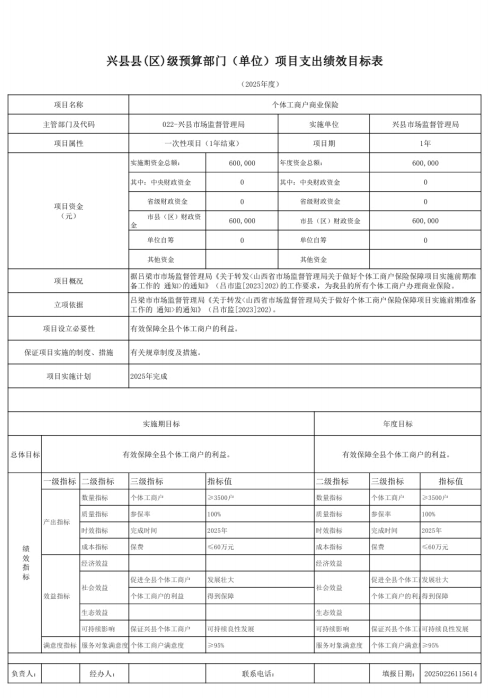 兴县县(区)级预算部门（单位）项目支出绩效目标表
（2025年度）
项目名称 个体工商户商业保险
主管部门及代码 022-兴县市场监督管理局 实施单位 兴县市场监督管理局
项目属性 一次性项目（1年结束） 项目期 1年
项目资金
（元）
实施期资金总额： 600,000 年度资金总额： 600,000
其中：中央财政资金 0 其中：中央财政资金 0
省级财政资金 0 省级财政资金 0
市县（区）财政资金 600,000 市县（区）财政资金 600,000
单位自筹 0 单位自筹 0
其他资金 其他资金
项目概况 据吕梁市市场监督管理局《关于转发<山西省市场监督管理局关于做好个体工商户保险保障项目实施前期准
备工作的 通知>的通知》（吕市监[2023]202)的工作要求，为我县的所有个体工商户办理商业保险。
立项依据 吕梁市市场监督管理局《关于转发<山西省市场监督管理局关于做好个体工商户保险保障项目实施前期准备
工作的 通知>的通知》（吕市监[2023]202）。
项目设立必要性 有效保障全县个体工商户的利益。
保证项目实施的制度、措施 有关规章制度及措施。
项目实施计划 2025年完成
实施期目标 年度目标
总体目标 有效保障全县个体工商户的利益。 有效保障全县个体工商户的利益。
绩效指标
一级指标 二级指标 三级指标 指标值 二级指标 三级指标 指标值
产出指标
数量指标 个体工商户 ≥3500户 数量指标 个体工商户 ≥3500户
质量指标 参保率 100% 质量指标 参保率 100%
时效指标 完成时间 2025年 时效指标 完成时间 2025年
成本指标 保费 ≤60万元 成本指标 保费 ≤60万元
效益指标
经济效益 经济效益
社会效益 促进全县个体工商户 发展壮大 社会效益 促进全县个体工 发展壮大
个体工商户的利益 得到保障 个体工商户的利 得到保障
生态效益 生态效益
可持续影响 保证兴县个体工商户 可持续良性发展 可持续影响 保证兴县个体工 可持续良性发展
满意度指标 服务对象满意度 个体工商户满意度 ≥95% 服务对象满意度 个体工商户满意 ≥95%
负责人： 经办人： 联系电话： 填报日期： 20250226115614